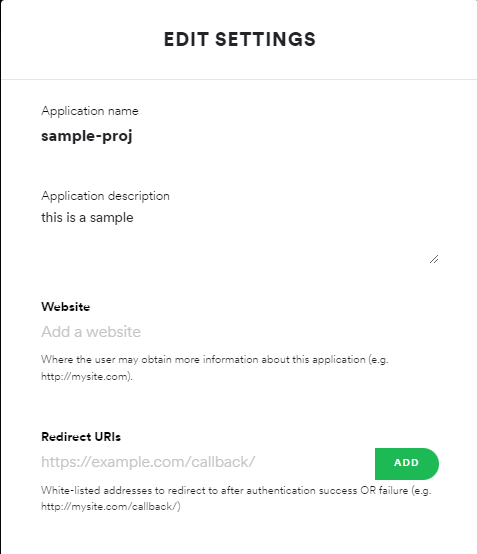 EDIT SETTINGS
Application name
sample-proj
Application description
this is a sample
Website
Add a website
Where the user may obtain more information about this application (e.g.
http://mysite.com).
Redirect URIs
https://example.com/callback/
ADD
White-listed addresses to redirect to after authentication success OR failure (e.g.
http://mysite.com/callback/)